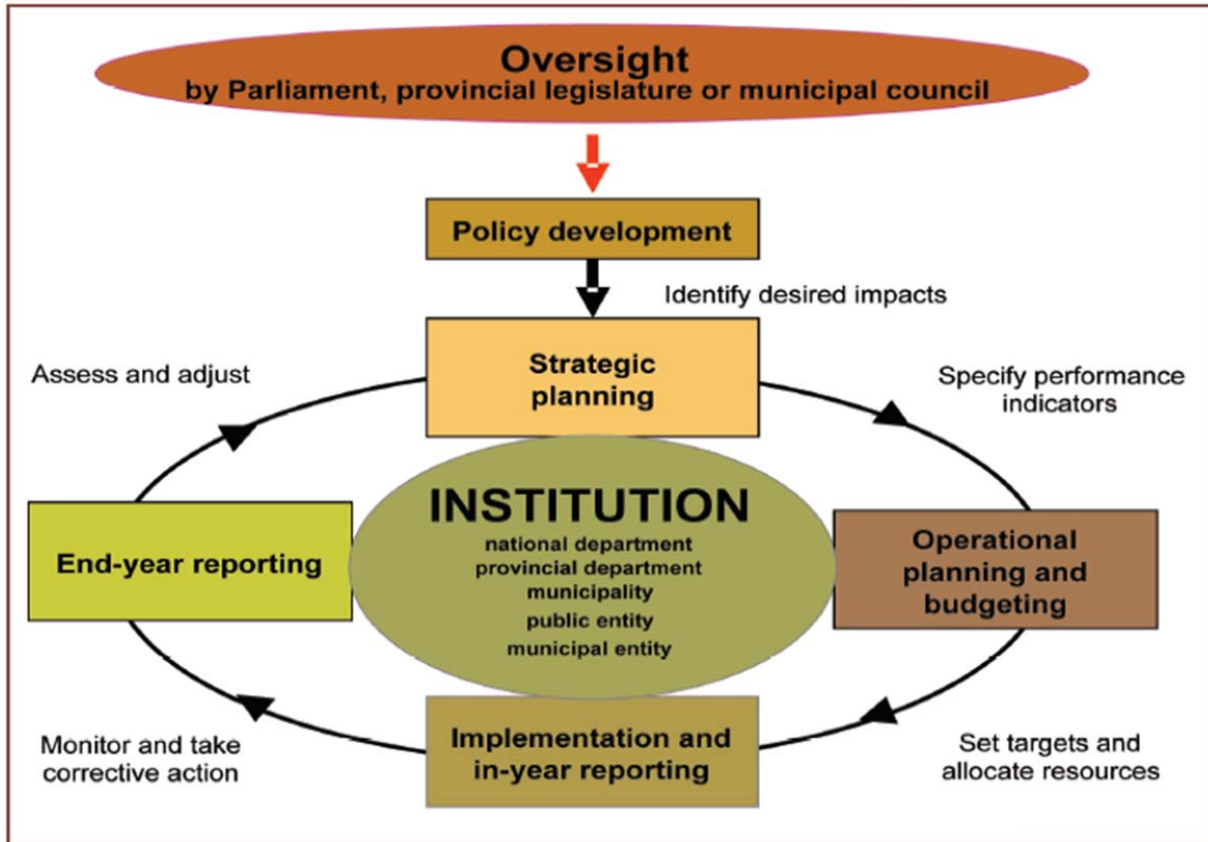 Oversight
by Parliament, provincial legislature or municipal council
Policy development
Identify desired impacts
Strategic
planning
Assess and adjust
Specify performance
indicators
INSTITUTION
national department
provincial department
municipality
public entity
municipal entity
End-year reporting
Operational
planning and
budgeting
Implementation and
in-year reporting
Monitor and take
corrective action
Set targets and
allocate resources